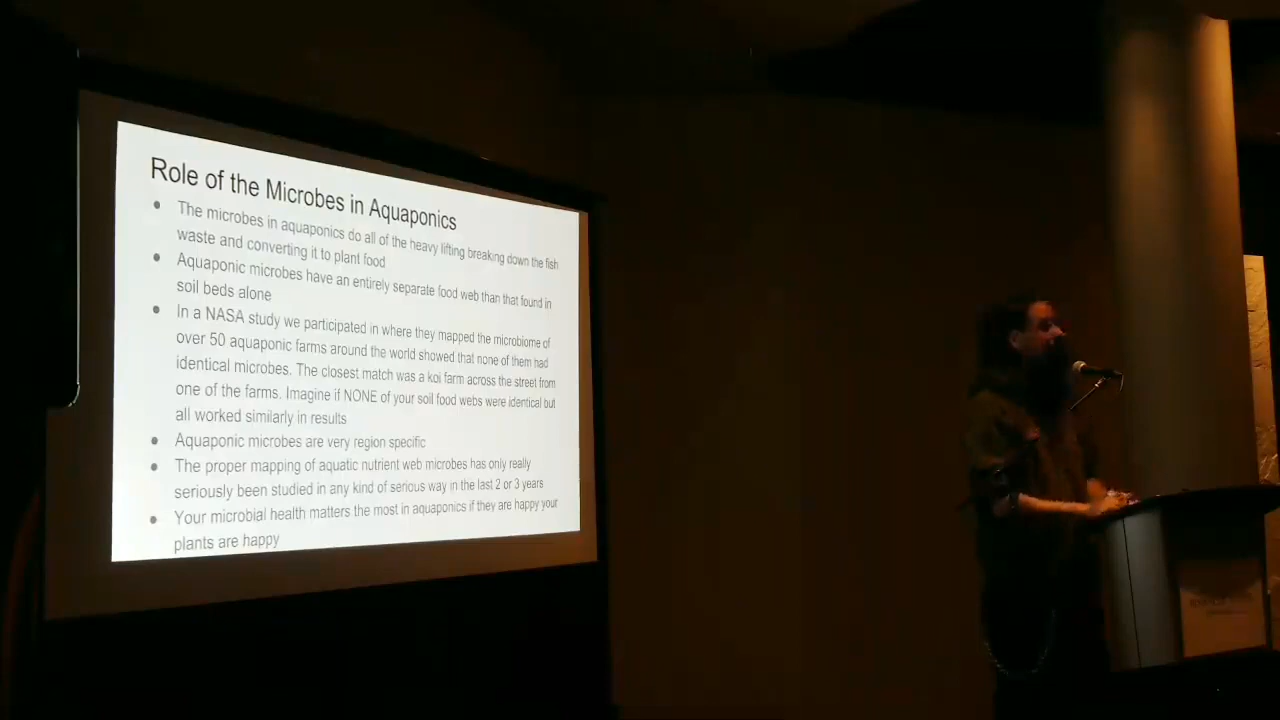 Role of the Microbes in Aquaponics
The microbes in aquaponics do all of the heavy lifting breaking down the fish
waste and converting it to plant food
Aquaponic microbes have an entirely separate food web than that found in
soil beds alone
In a NASA study we participated in where they mapped the microbiome of
over 50 aquaponic farms around the world showed that none of them had
identical microbes. The closest match was a koi farm across the street from
one of the farms. Imagine if NONE of your soil food webs were identical but
all worked similarly in results
Aquaponic microbes are very region specific
The proper mapping of aquatic nutrient web microbes has only really
seriously been studied in any kind of serious way in the last 2 or 3 years
Your microbial health matters the most in aquaponics if they are happy your
plants are happy